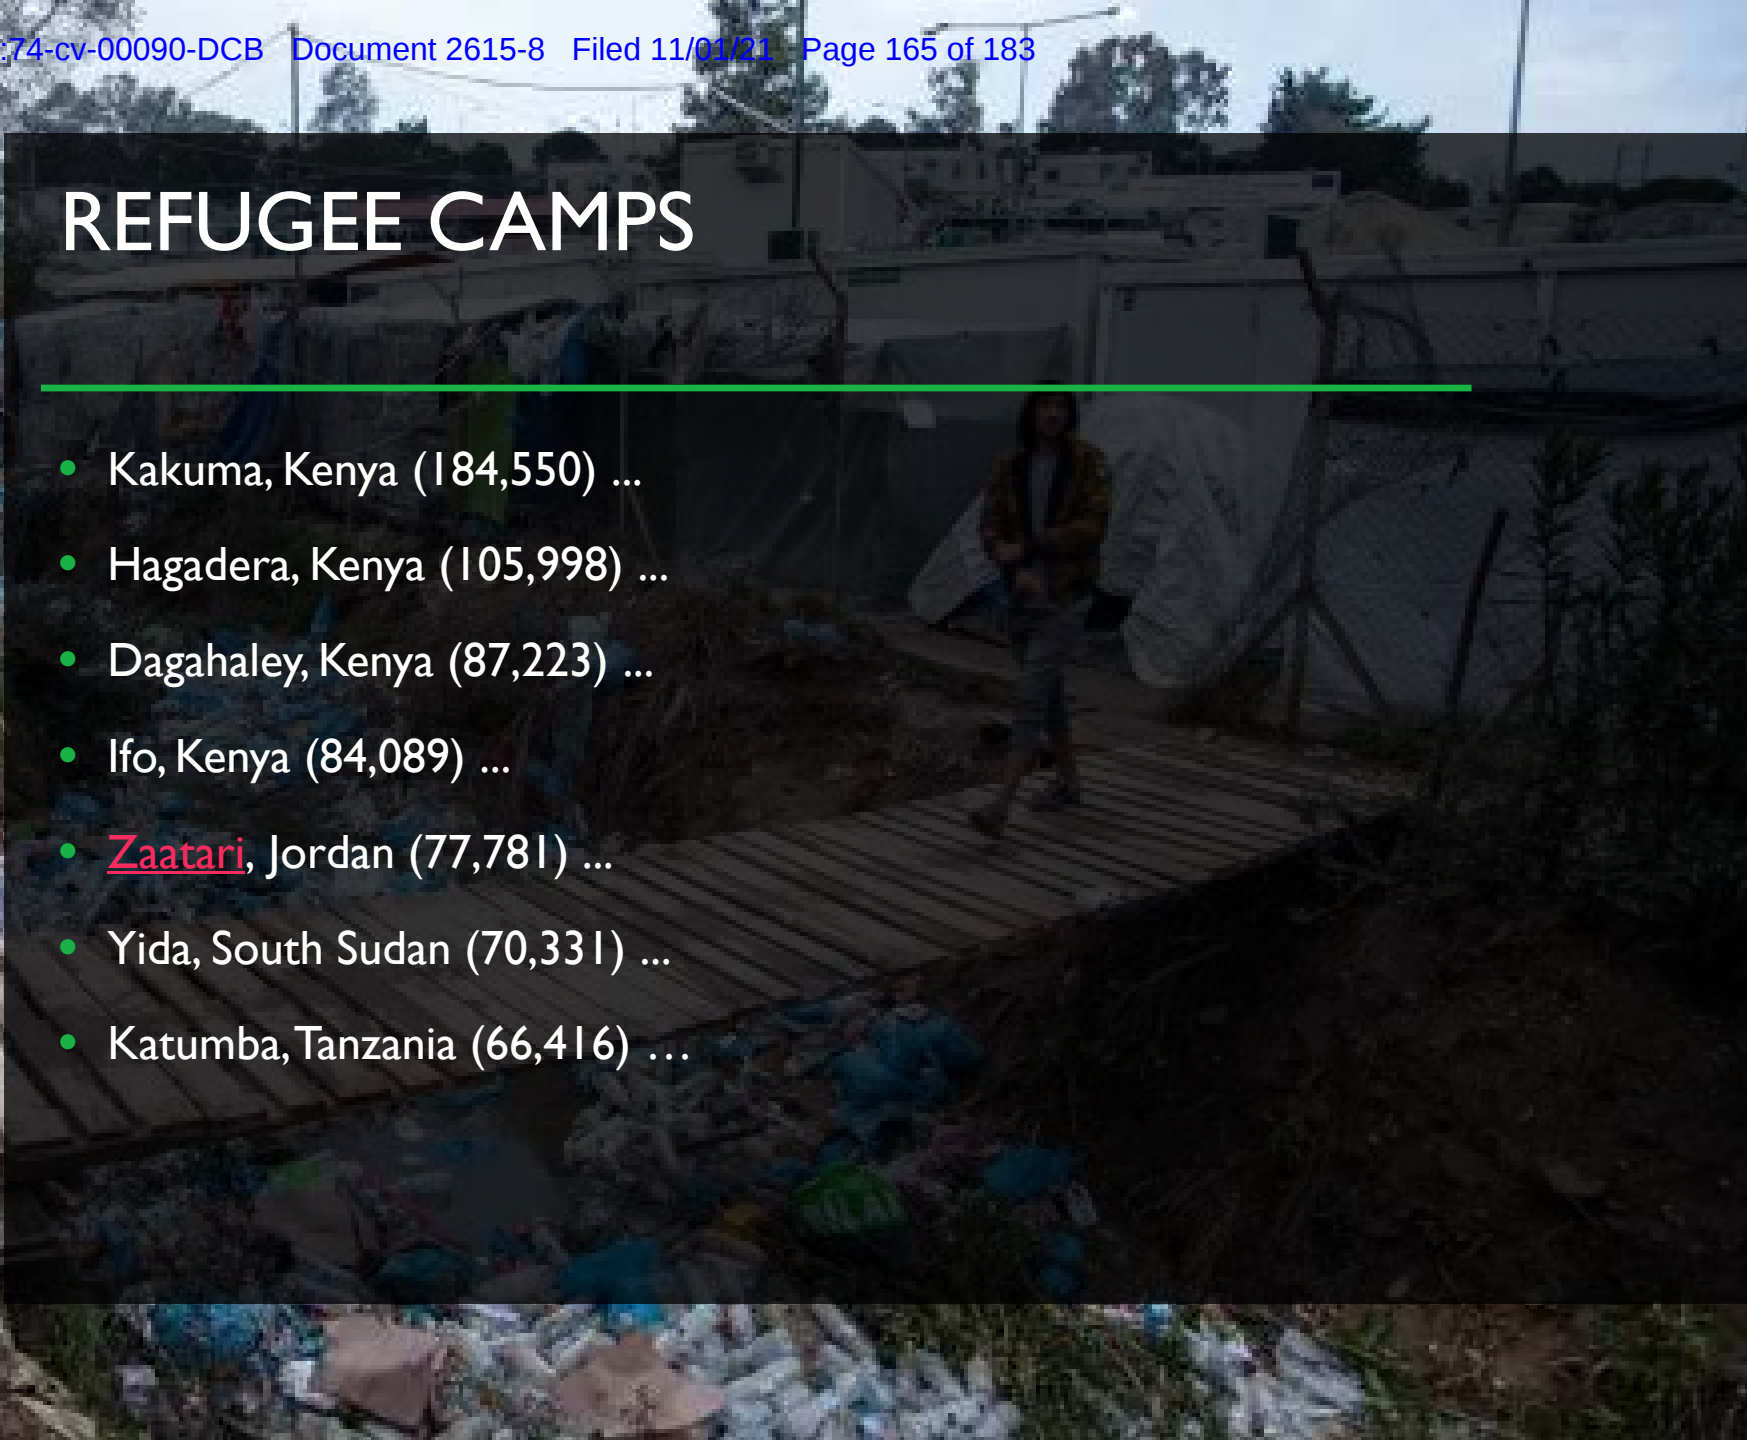 :74-cv-00090-DCB Document 2615-8 Filed 11/01/21 Page 165 of 183
REFUGEE CAMPS
• Kakuma, Kenya (184,550) ...
• Hagadera, Kenya (105,998) ...
• Dagahaley, Kenya (87,223) ...
• Ifo, Kenya (84,089) ...
• Zaatari, Jordan (77,781) ...
• Yida, South Sudan (70,331) ...
• Katumba, Tanzania (66,416) …